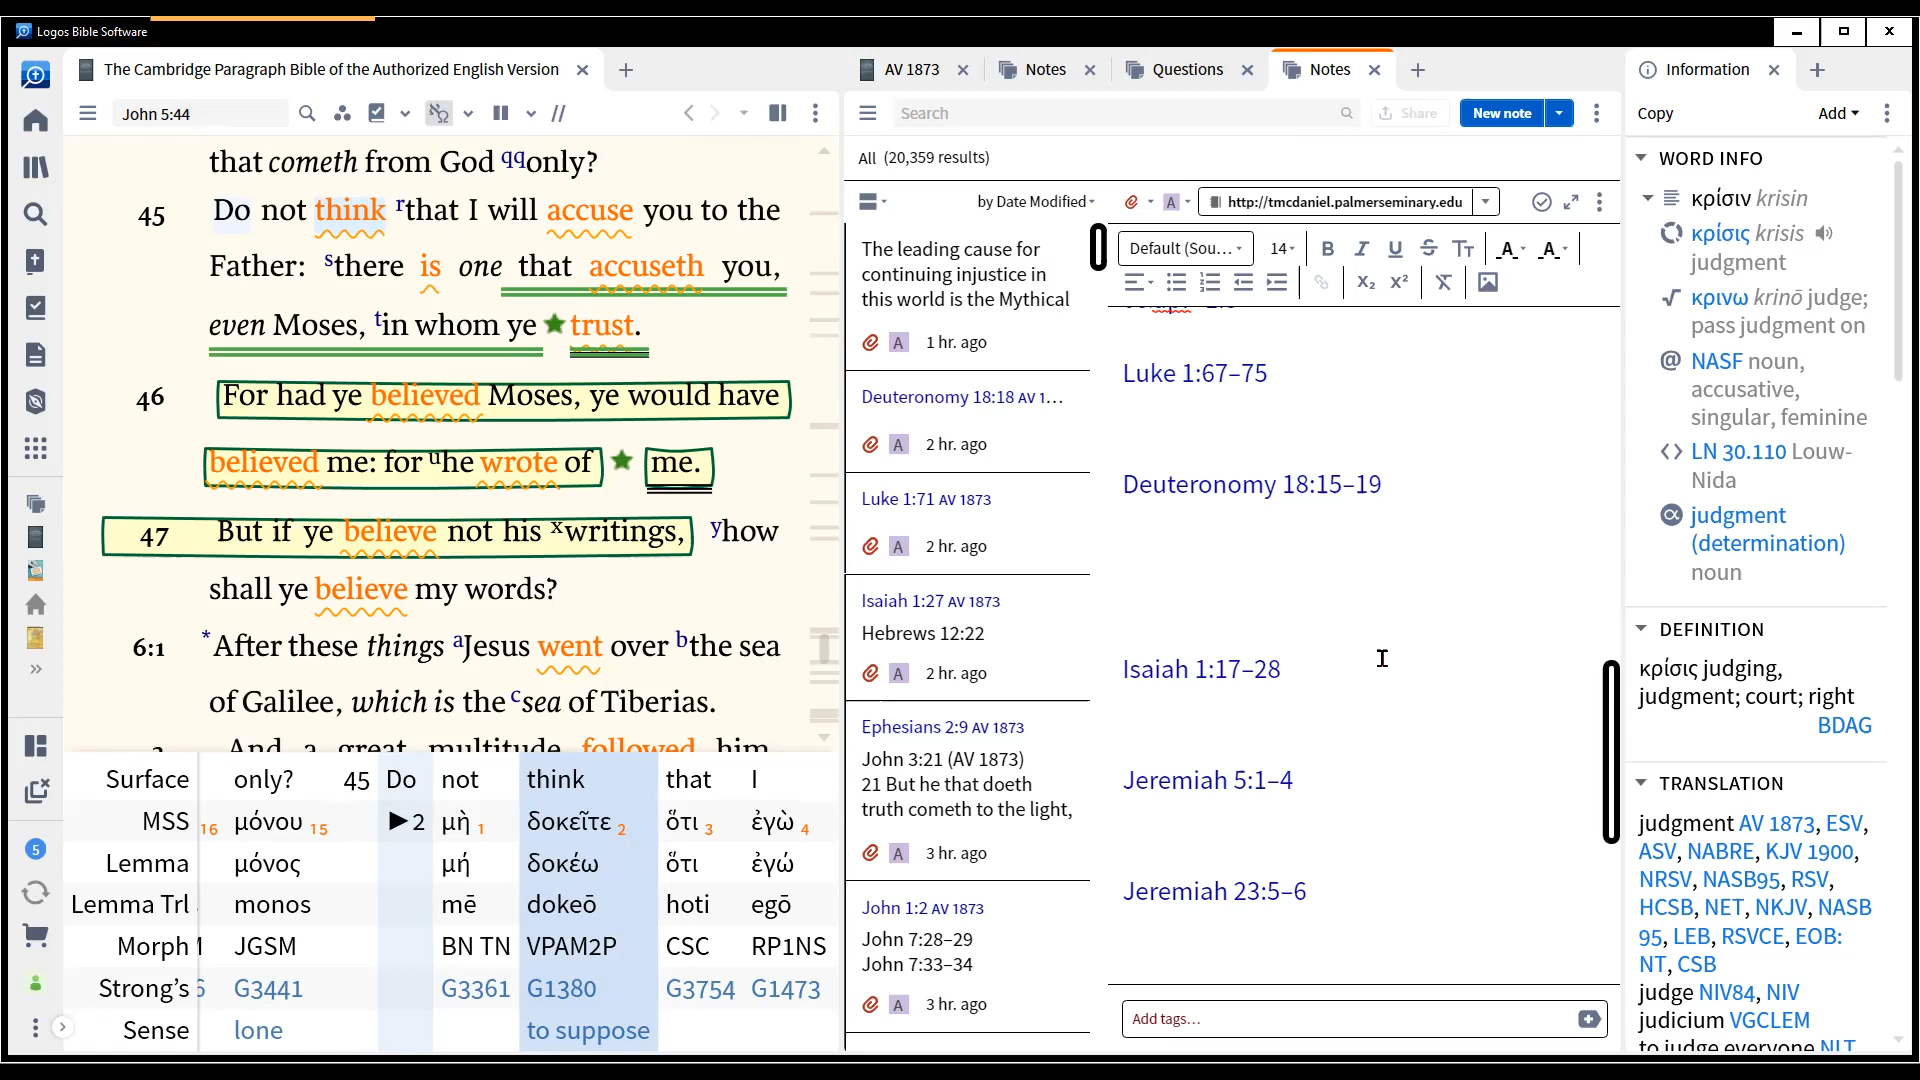 Logos Bible Software
The Cambridge Paragraph Bible of the Authorized English Version
John 5:44
that cometh from God qqonly?
45 Do not think rthat I will accuse you to the
Father: sthere is one that accuseth you,
even Moses, tin whom ye trust.
46 For had ye believed Moses, ye would have
believed me: for uhe wrote of me.
47 But if ye believe not his xwritings, yhow
shall ye believe my words?
6:1 *After these things aJesus went over bthe sea
of Galilee, which is the csea of Tiberias.
And a great multitude followed him
Surface only? 45 Do not think that I
MSS 16 μόνου 15 ▶2 μὴ 1 δοκεῖτε 2 ὅτι 3 ἐγὼ 4
Lemma μόνος μή δοκέω ὅτι ἐγώ
Lemma Trl monos mē dokeō hoti egō
Morph JGSM BN TN VPAM2P CSC RP1NS
Strong's G3441 G3361 G1380 G3754 G1473
Sense lone to suppose
5
AV 1873 Notes Questions Notes
Search Share New note
All (20,359 results)
by Date Modified
The leading cause for
continuing injustice in
this world is the Mythical
A 1 hr. ago
Deuteronomy 18:18 AV 1…
A 2 hr. ago
Luke 1:71 AV 1873
A 2 hr. ago
Isaiah 1:27 AV 1873
Hebrews 12:22
A 2 hr. ago
Ephesians 2:9 AV 1873
John 3:21 (AV 1873)
21 But he that doeth
truth cometh to the light,
A 3 hr. ago
John 1:2 AV 1873
John 7:28–29
John 7:33–34
A 3 hr. ago
A http://tmcdaniel.palmerseminary.edu
Default (Sou... 14 B I U S TT A A
X₂ X²
Luke 1:67–75
Deuteronomy 18:15–19
Isaiah 1:17–28
Jeremiah 5:1–4
Jeremiah 23:5–6
Add tags…
Information
Copy Add
WORD INFO
κρίσιν krisin
κρίσις krisis
judgment
κρινω krinō judge;
pass judgment on
@ NASF noun,
accusative,
singular, feminine
LN 30.110 Louw-
Nida
judgment
(determination)
noun
DEFINITION
κρίσις judging,
judgment; court; right
BDAG
TRANSLATION
judgment AV 1873, ESV,
ASV, NABRE, KJV 1900,
NRSV, NASB95, RSV,
HCSB, NET, NKJV, NASB
95, LEB, RSVCE, EOB:
NT, CSB
judge NIV84, NIV
judicium VGCLEM
to judge everyone NLT